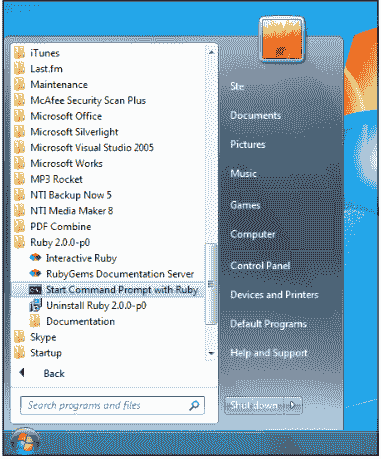 iTunes
Last.fm
Maintenance
McAfee Security Scan Plus
Microsoft Office
Microsoft Silverlight
Microsoft Visual Studio 2005
Microsoft Works
MP3 Rocket
NTI Backup Now 5
NTI Media Maker 8
PDF Combine
Ruby 2.0.0-p0
Interactive Ruby
RubyGems Documentation Server
Start Command Prompt with Ruby
Uninstall Ruby 2.0.0-p0
Documentation
Skype
Startup
Back
Search programs and files
Ste
Documents
Pictures
Music
Games
Computer
Control Panel
Devices and Printers
Default Programs
Help and Support
Shut down